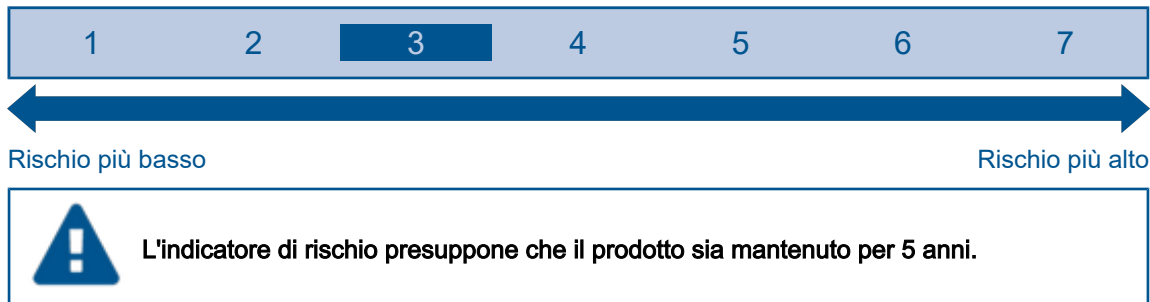 1 2 3 4 5 6 7
Rischio più basso Rischio più alto
L'indicatore di rischio presuppone che il prodotto sia mantenuto per 5 anni.